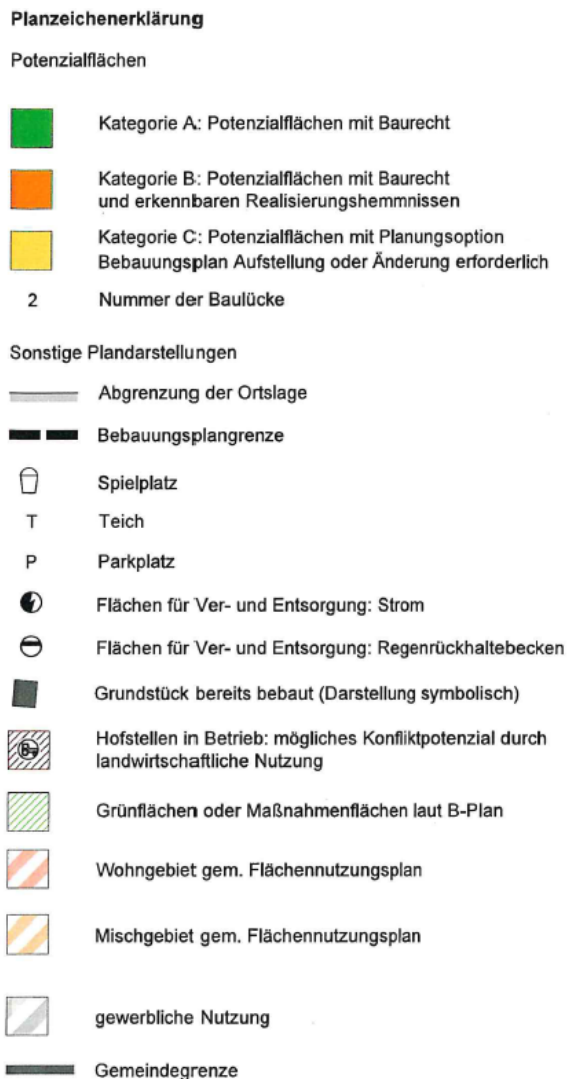 Planzeichenerklärung
Potenzialflächen
Kategorie A: Potenzialflächen mit Baurecht
Kategorie B: Potenzialflächen mit Baurecht
und erkennbaren Realisierungshemmnissen
Kategorie C: Potenzialflächen mit Planungsoption
Bebauungsplan Aufstellung oder Änderung erforderlich
2 Nummer der Baulücke
Sonstige Plandarstellungen
Abgrenzung der Ortslage
Bebauungsplangrenze
Spielplatz
T Teich
P Parkplatz
Flächen für Ver- und Entsorgung: Strom
Flächen für Ver- und Entsorgung: Regenrückhaltebecken
Grundstück bereits bebaut (Darstellung symbolisch)
Hofstellen in Betrieb: mögliches Konfliktpotenzial durch
landwirtschaftliche Nutzung
Grünflächen oder Maßnahmenflächen laut B-Plan
Wohngebiet gem. Flächennutzungsplan
Mischgebiet gem. Flächennutzungsplan
gewerbliche Nutzung
Gemeindegrenze